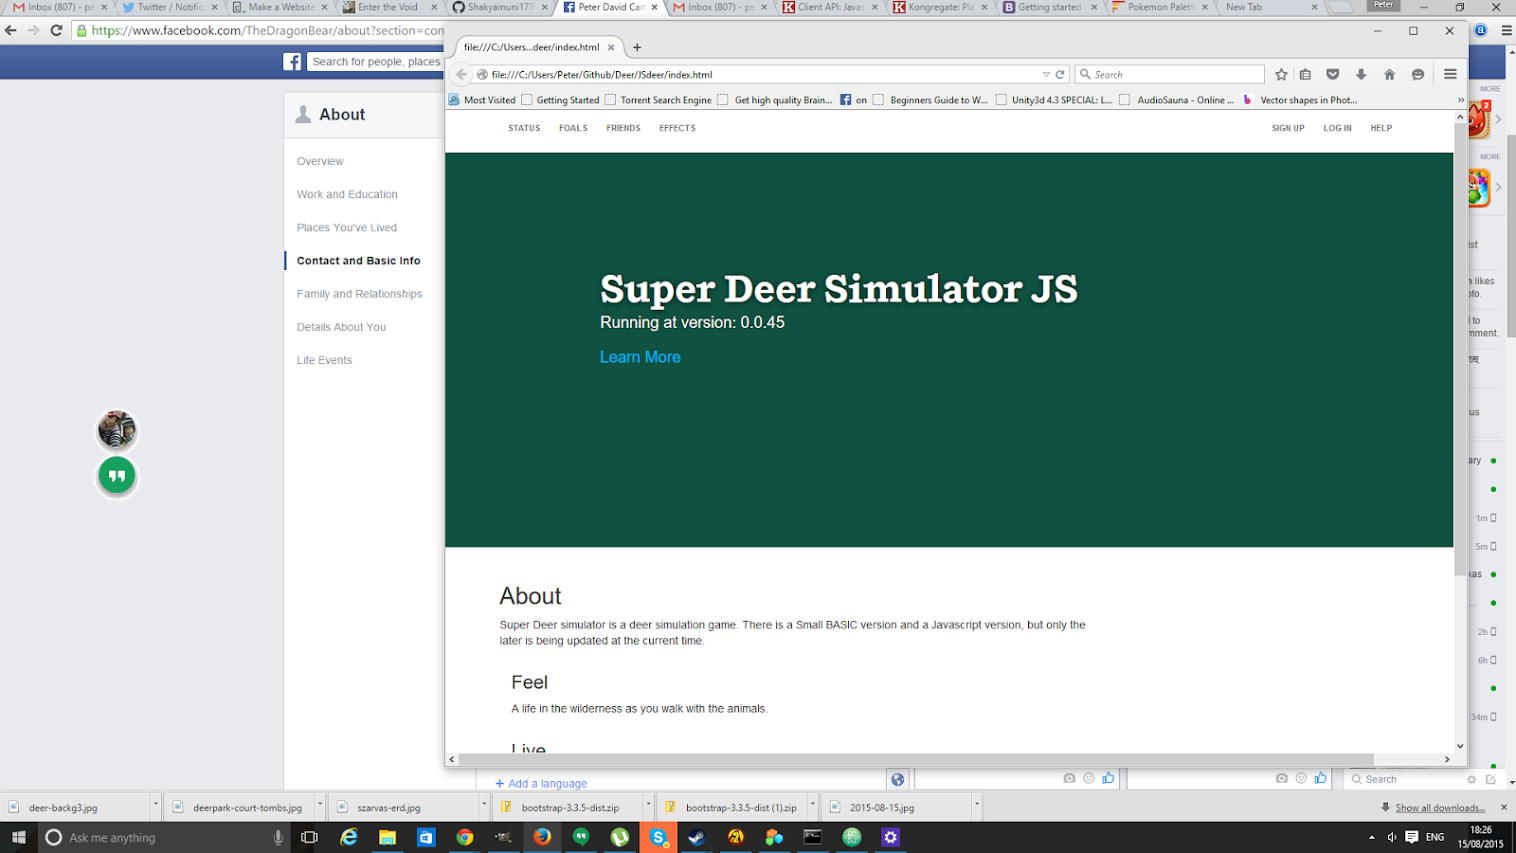 Inbox (807) - pe
Twitter / Notific
Make a Website
Enter the Void
Shakyamuni177
Peter David Car
Inbox (807) - p
Client API: Javas
Kongregate: Pla
Getting started
Pokemon Palett
New Tab
Peter
https://www.facebook.com/TheDragonBear/about?section=con
Search for people, places
file:///C:/Users...deer/index.html
file:///C:/Users/Peter/Github/Deer/JSdeer/index.html
Search
Most Visited
Getting Started
Torrent Search Engine
Get high quality Brain...
on
Beginners Guide to W...
Unity3d 4.3 SPECIAL: L...
AudioSauna - Online ...
Vector shapes in Phot...
STATUS
FOALS
FRIENDS
EFFECTS
SIGN UP
LOG IN
HELP
Super Deer Simulator JS
Running at version: 0.0.45
Learn More
About
Super Deer simulator is a deer simulation game. There is a Small BASIC version and a Javascript version, but only the
later is being updated at the current time.
Feel
A life in the wilderness as you walk with the animals.
Live
About
Overview
Work and Education
Places You've Lived
Contact and Basic Info
Family and Relationships
Details About You
Life Events
+ Add a language
MORE
2
MORE
ist
n likes
oto.
l to
mment.
us
ary
1m
5m
xas
2h
6h
34m
Search
deer-backg3.jpg
deerpark-court-tombs.jpg
szarvas-erd.jpg
bootstrap-3.3.5-dist.zip
bootstrap-3.3.5-dist (1).zip
2015-08-15.jpg
Show all downloads...
Ask me anything
ENG
18:26
15/08/2015